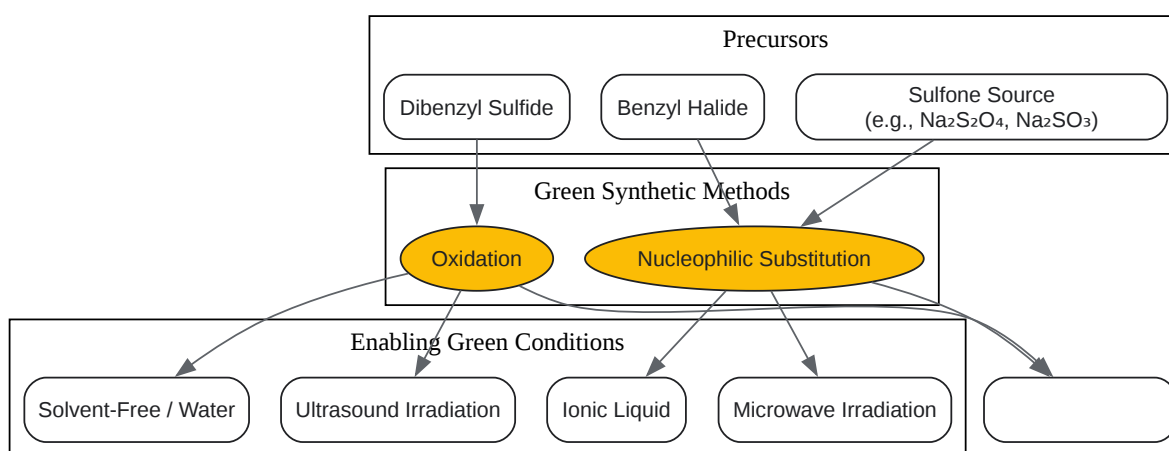 Precursors
Dibenzyl Sulfide
Benzyl Halide
Sulfone Source
(e.g., Na₂S₂O₄, Na₂SO₃)
Green Synthetic Methods
Oxidation
Nucleophilic Substitution
Enabling Green Conditions
Solvent-Free / Water
Ultrasound Irradiation
Ionic Liquid
Microwave Irradiation